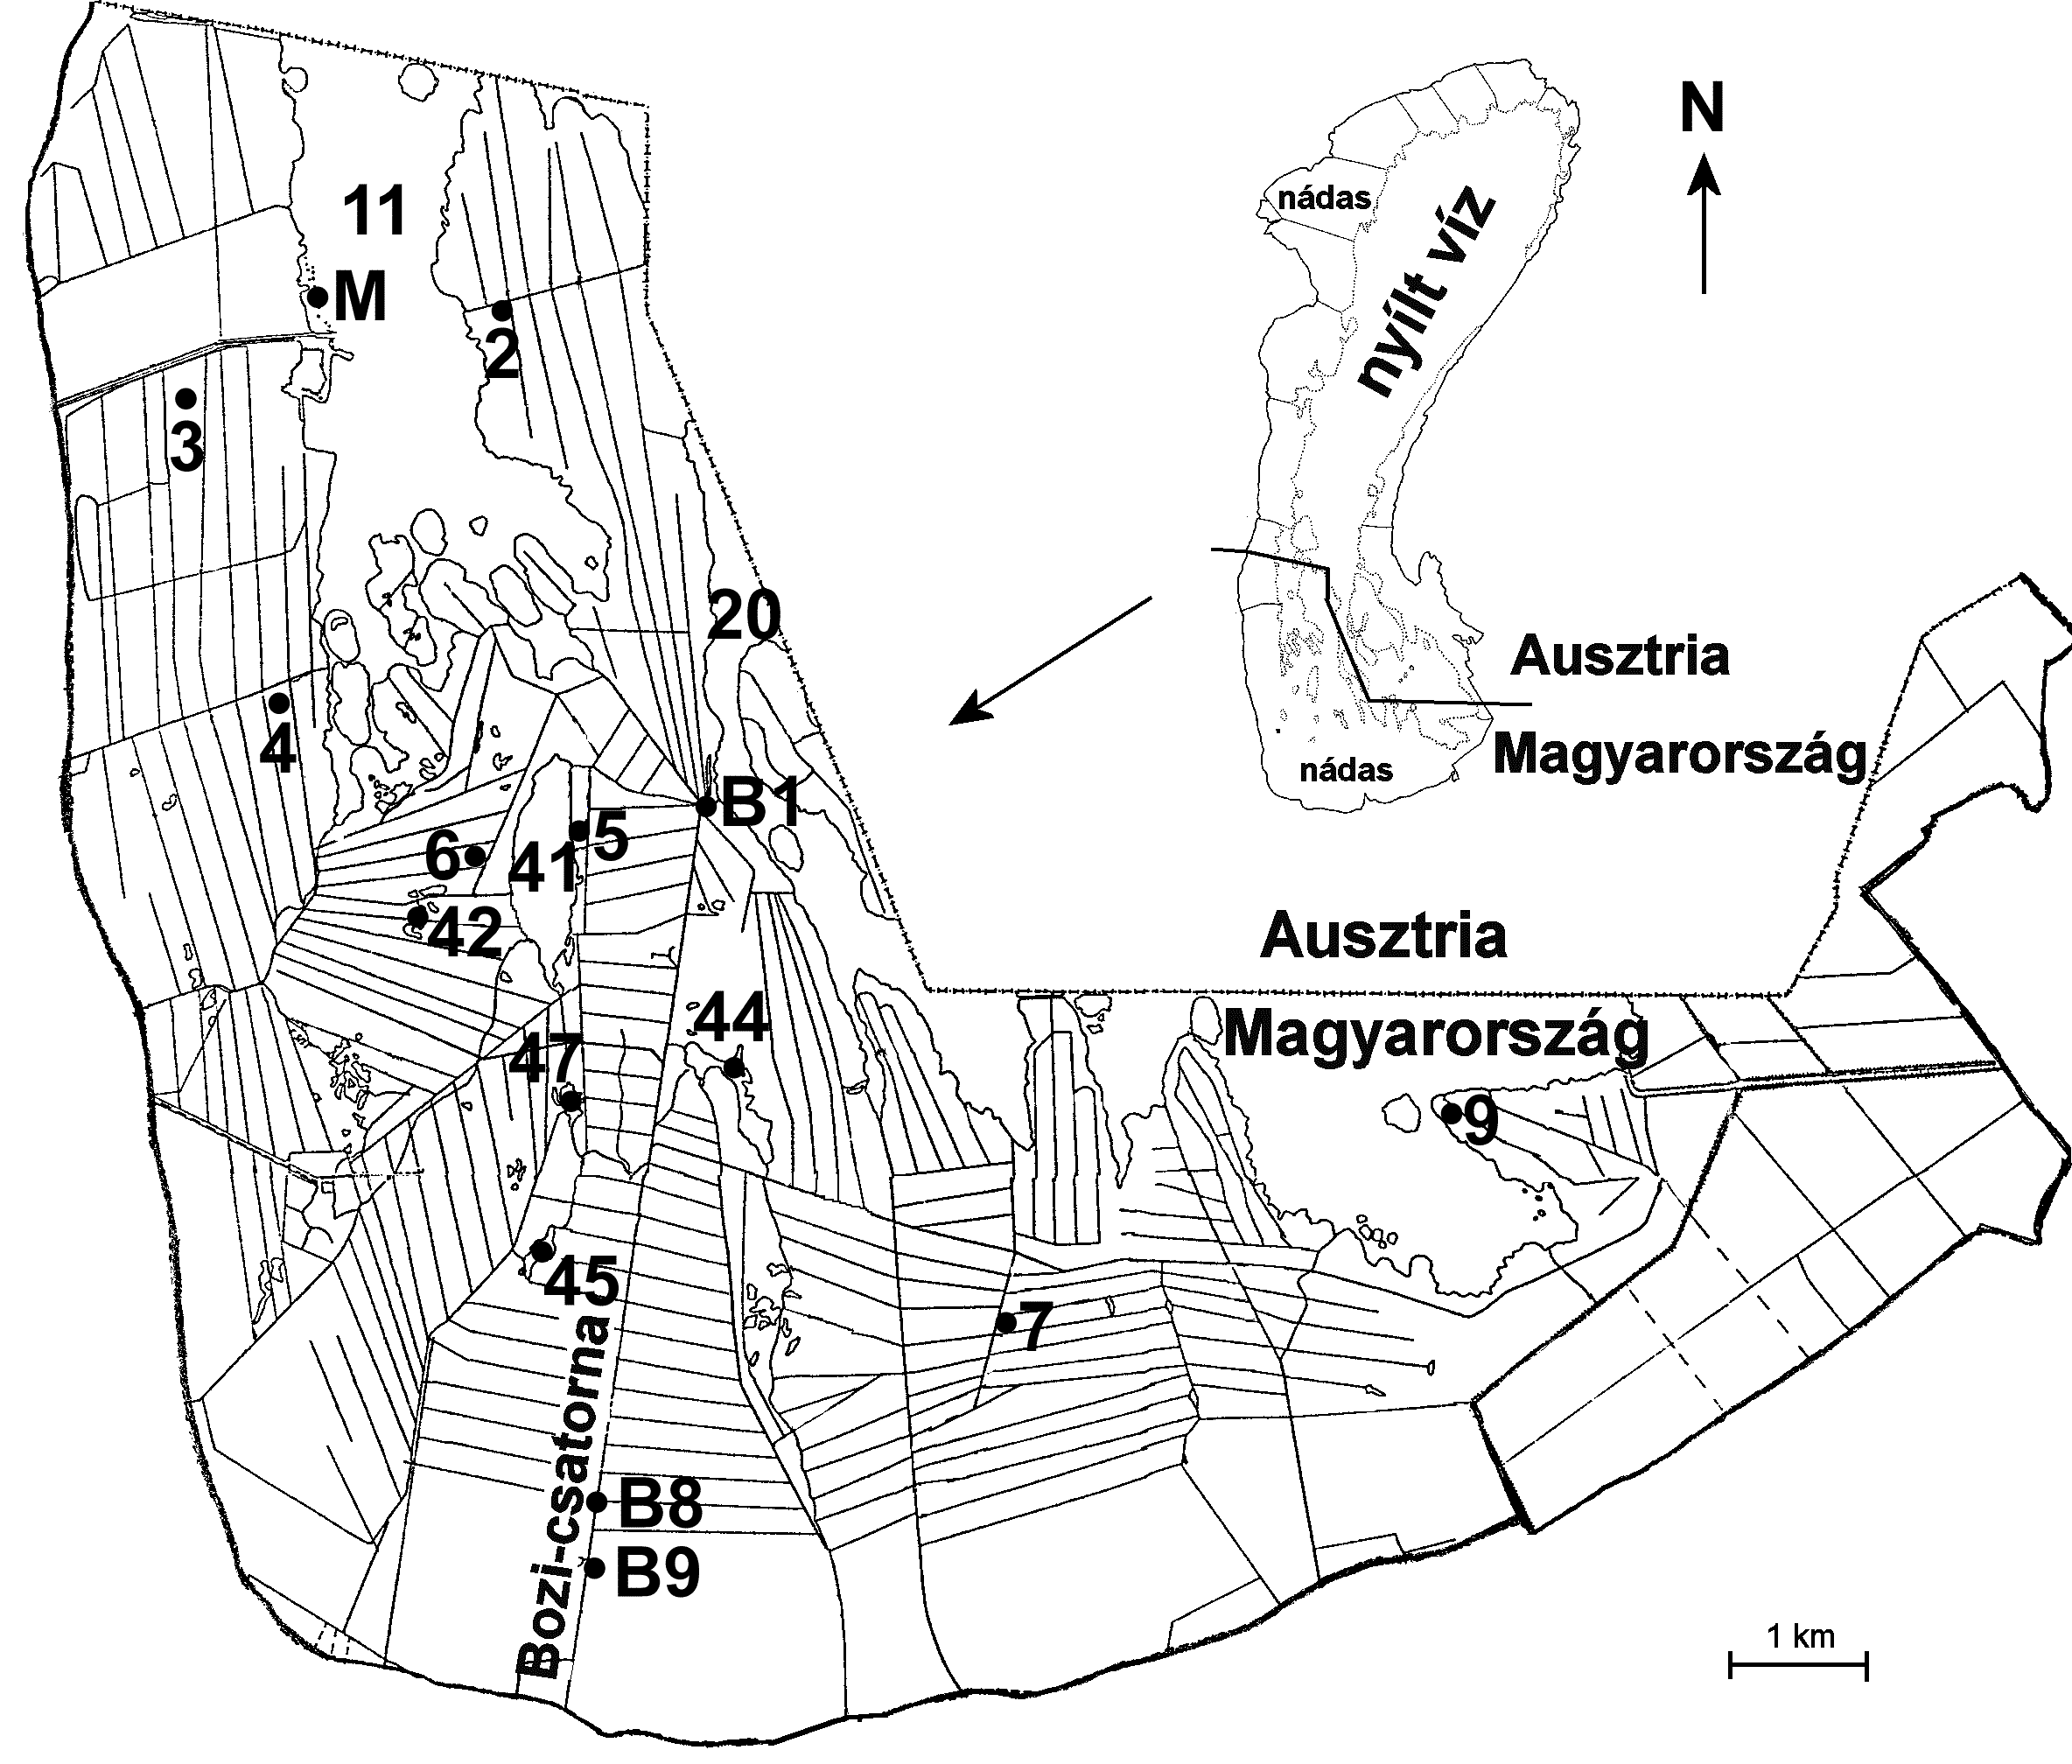 N
nádas
nyílt víz
11
M
2
3
20
Ausztria
Magyarország
nádas
4
B1
6
41
5
42
Ausztria
44
Magyarország
47
9
45
7
Bozi-csatorna
B8
B9
1 km